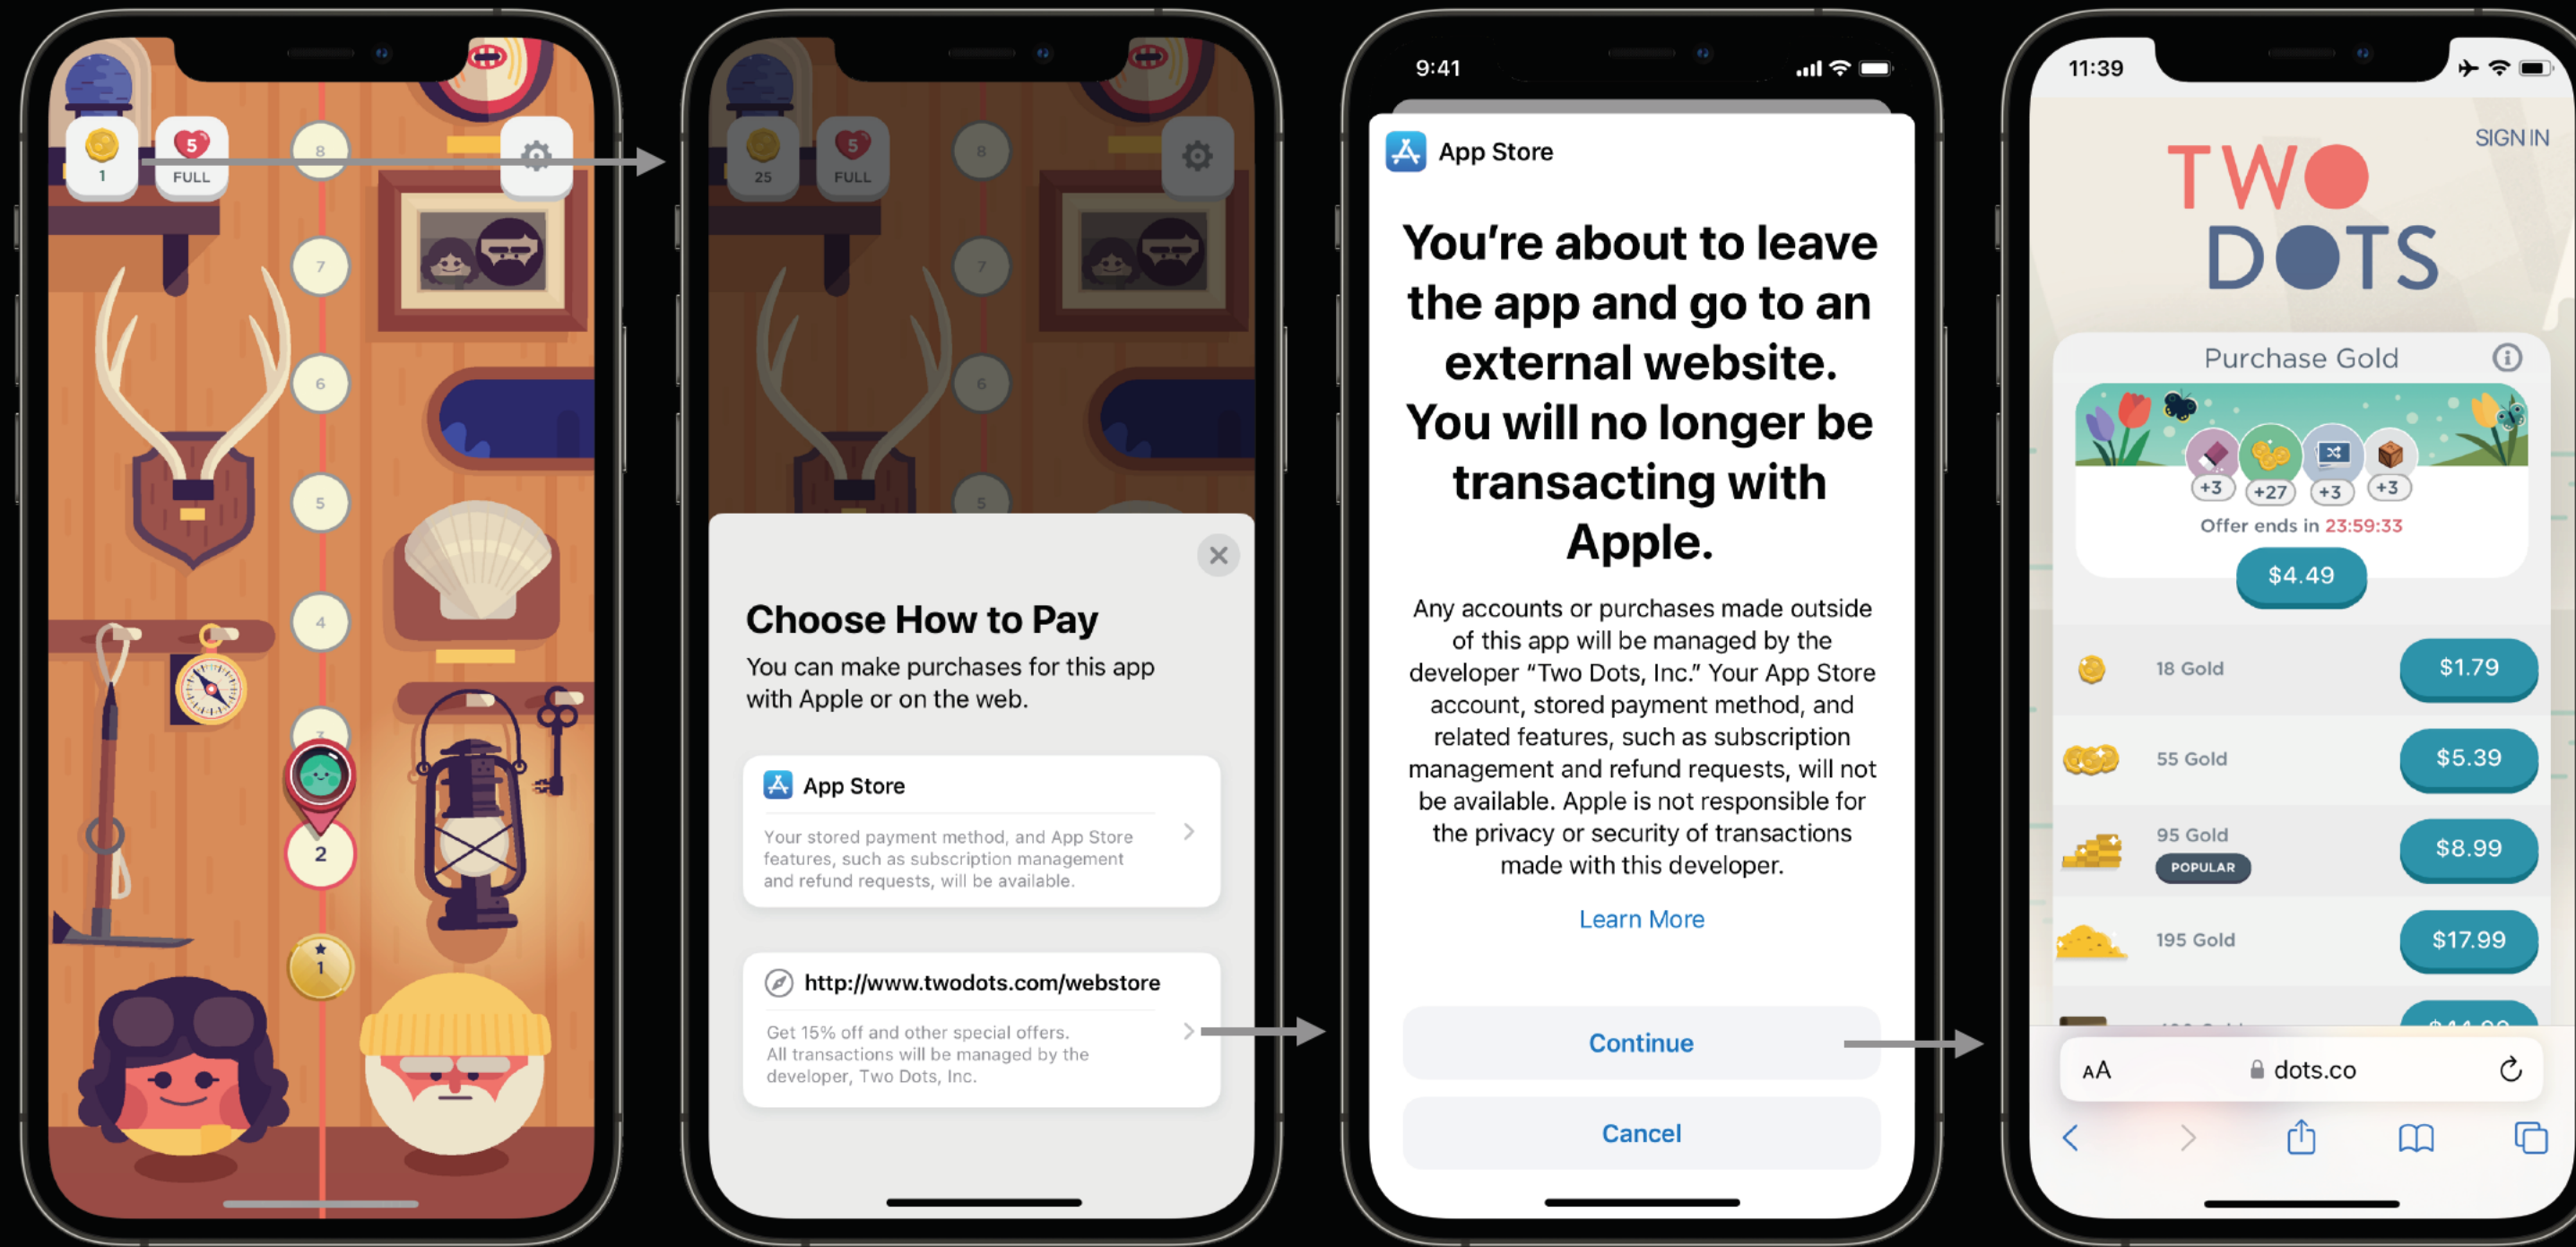 8
1
5
FULL
7
6
5
4
3
2
1
25
5
FULL
8
7
6
5
Choose How to Pay
You can make purchases for this app
with Apple or on the web.
App Store
Your stored payment method, and App Store
features, such as subscription management
and refund requests, will be available.
http://www.twodots.com/webstore
Get 15% off and other special offers.
All transactions will be managed by the
developer, Two Dots, Inc.
9:41
App Store
You’re about to leave
the app and go to an
external website.
You will no longer be
transacting with
Apple.
Any accounts or purchases made outside
of this app will be managed by the
developer “Two Dots, Inc.” Your App Store
account, stored payment method, and
related features, such as subscription
management and refund requests, will not
be available. Apple is not responsible for
the privacy or security of transactions
made with this developer.
Learn More
Continue
Cancel
11:39
SIGN IN
TWO
DOTS
Purchase Gold
+3
+27
+3
+3
Offer ends in 23:59:33
$4.49
18 Gold
$1.79
55 Gold
$5.39
95 Gold
POPULAR
$8.99
195 Gold
$17.99
AA
dots.co